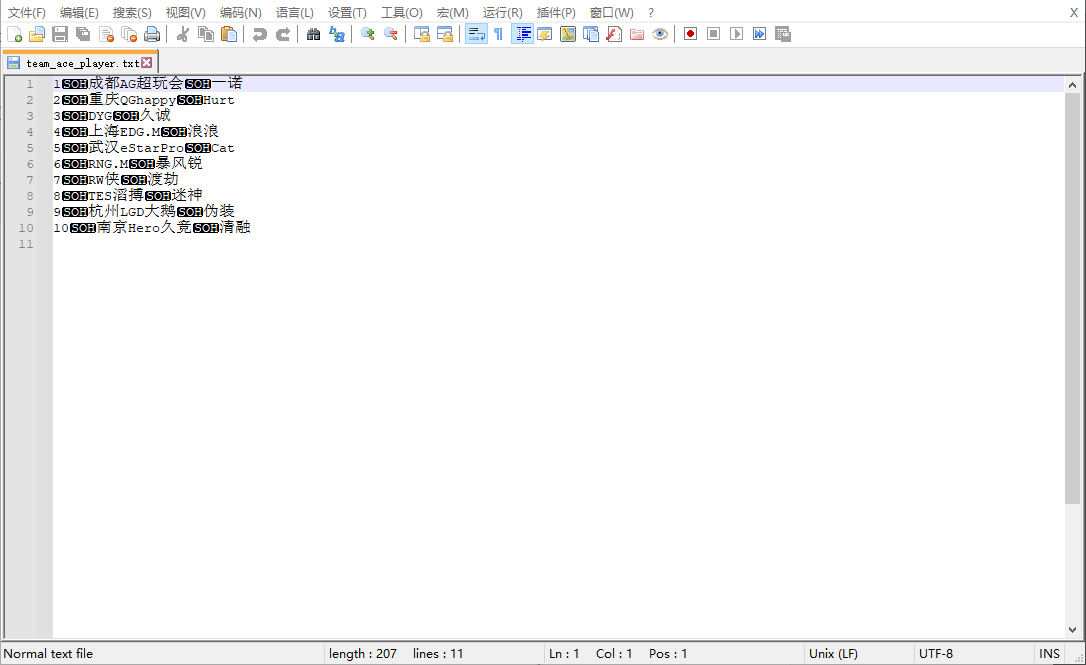 文件(F) 编辑(E) 搜索(S) 视图(V) 编码(N) 语言(L) 设置(T) 工具(O) 宏(M) 运行(R) 插件(P) 窗口(W) ? X
team_ace_player.txt
1 1SOH成都AG超玩会SOH一诺
2 2SOH重庆QGhappySOHHurt
3 3SOHDYGSOH久诚
4 4SOH上海EDG.MSOH浪浪
5 5SOH武汉eStarProSOHCat
6 6SOHRNG.MSOH暴风锐
7 7SOHRW侠SOH渡劫
8 8SOHTES滔搏SOH迷神
9 9SOH杭州LGD大鹅SOH伪装
10 10SOH南京Hero久竞SOH清融
11
Normal text file length : 207 lines : 11 Ln : 1 Col : 1 Pos : 1 Unix (LF) UTF-8 INS